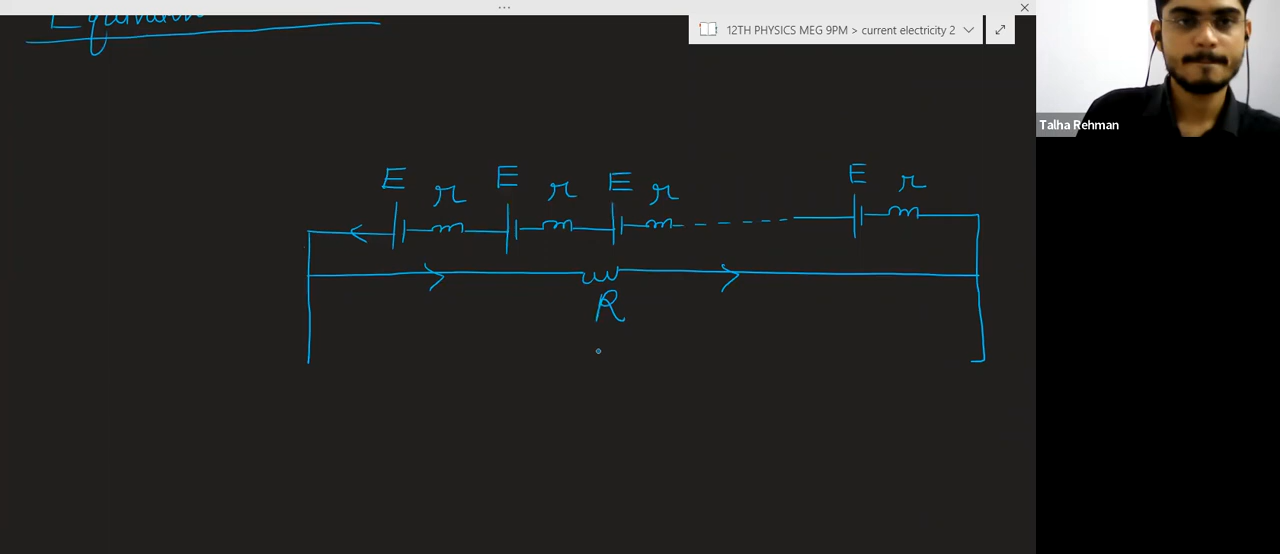 12TH PHYSICS MEG 9PM > current electricity 2
Talha Rehman
E r E r E r E r
R